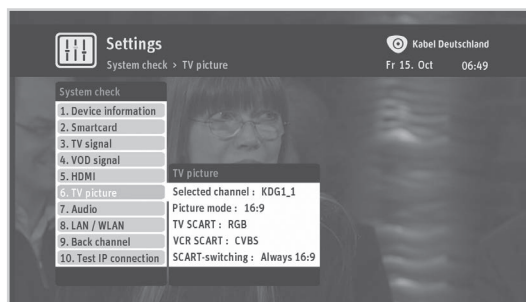 Settings
System check > TV picture
Kabel Deutschland
Fr 15. Oct 06:49
System check
1. Device information
2. Smartcard
3. TV signal
4. VOD signal
5. HDMI
6. TV picture
7. Audio
8. LAN / WLAN
9. Back channel
10. Test IP connection
TV picture
Selected channel : KDG1_1
Picture mode : 16:9
TV SCART : RGB
VCR SCART : CVBS
SCART-switching : Always 16:9